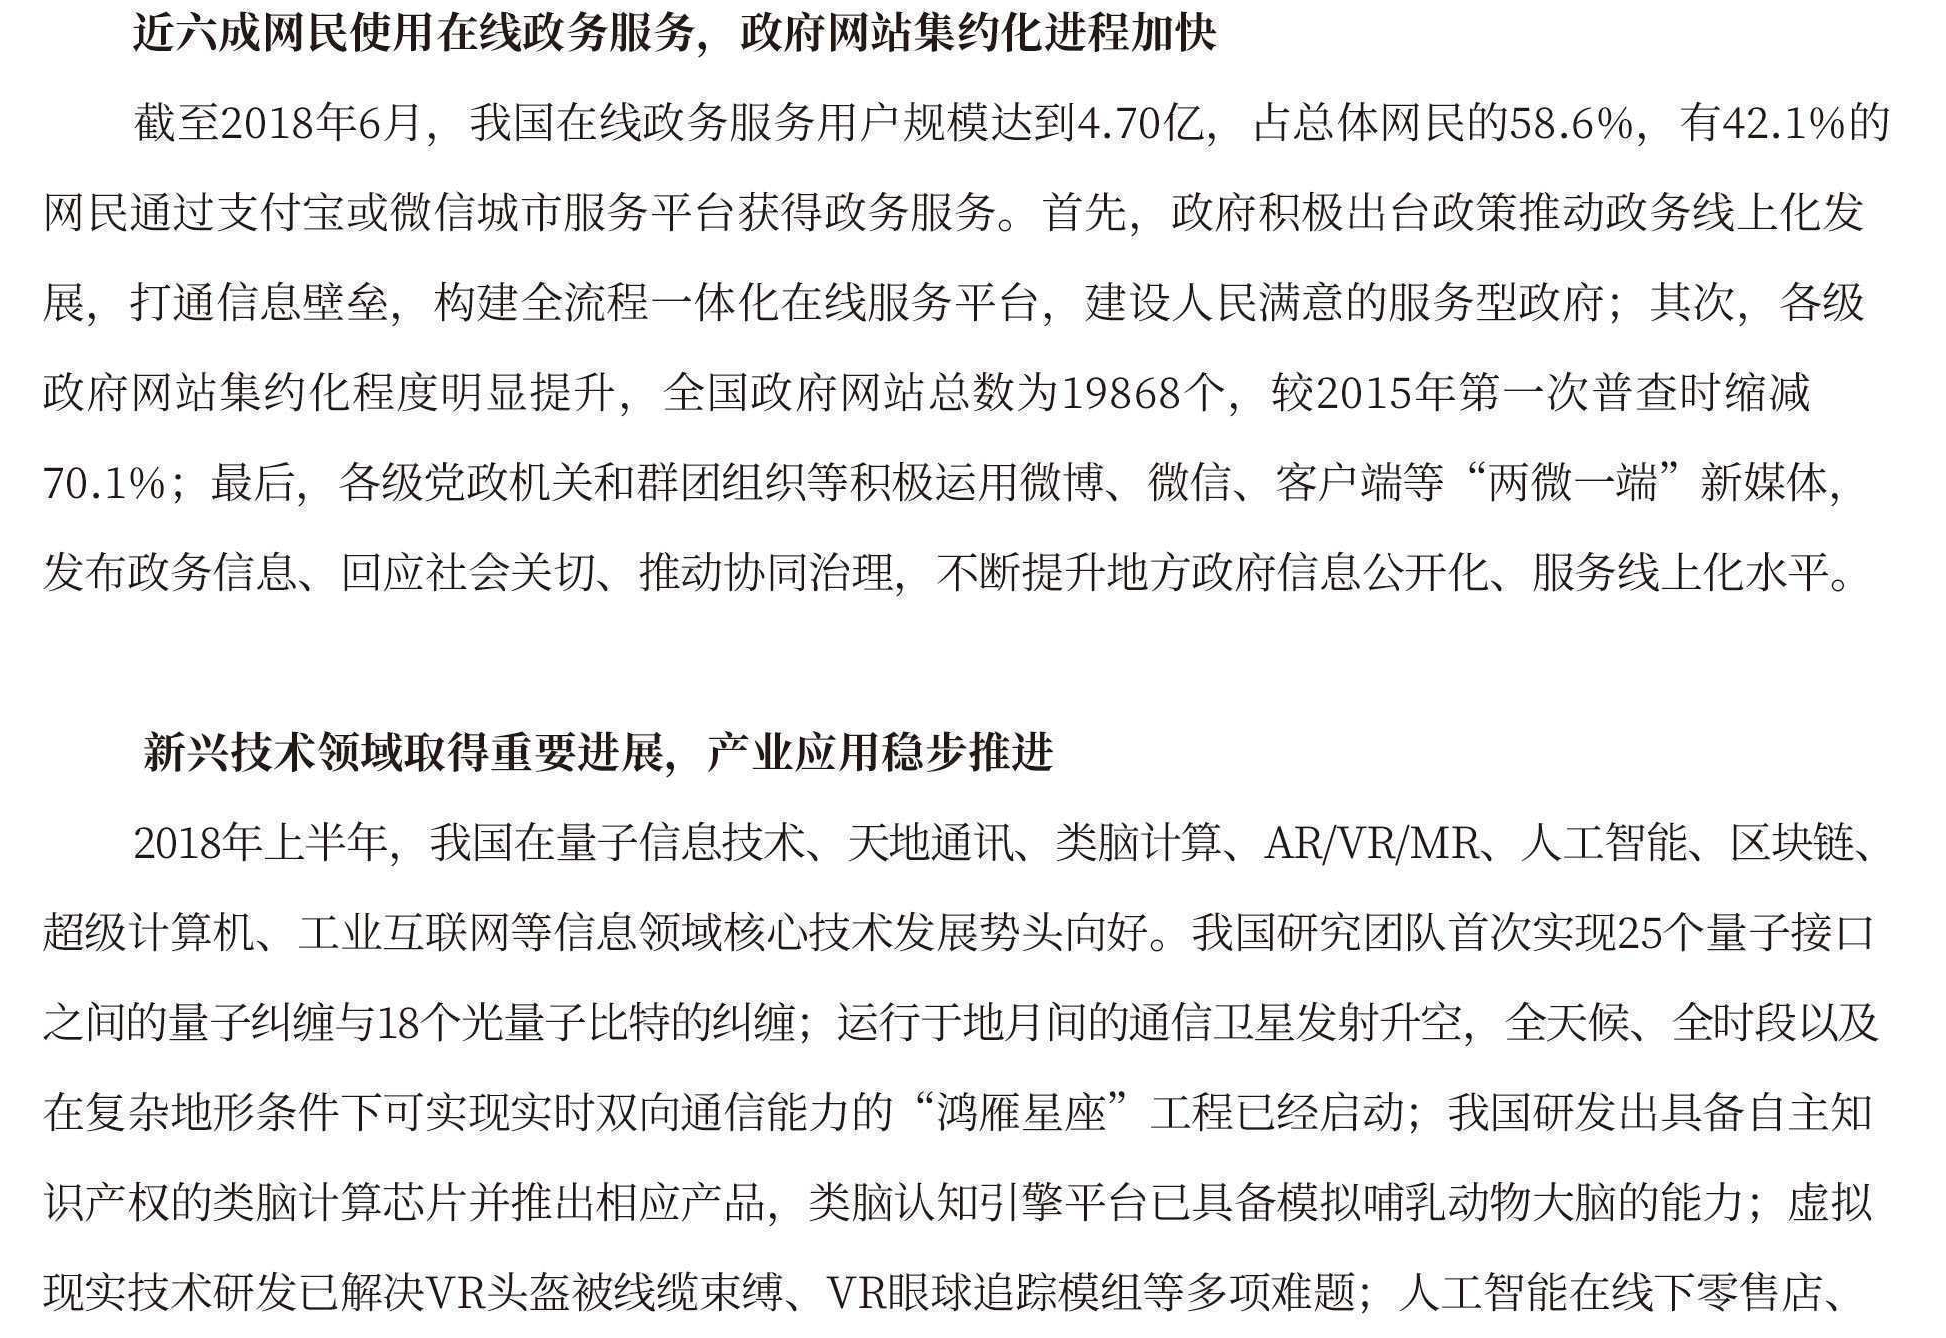 近六成网民使用在线政务服务，政府网站集约化进程加快
截至2018年6月，我国在线政务服务用户规模达到4.70亿，占总体网民的58.6%，有42.1%的
网民通过支付宝或微信城市服务平台获得政务服务。首先，政府积极出台政策推动政务线上化发
展，打通信息壁垒，构建全流程一体化在线服务平台，建设人民满意的服务型政府；其次，各级
政府网站集约化程度明显提升，全国政府网站总数为19868个，较2015年第一次普查时缩减
70.1%；最后，各级党政机关和群团组织等积极运用微博、微信、客户端等“两微一端”新媒体，
发布政务信息、回应社会关切、推动协同治理，不断提升地方政府信息公开化、服务线上化水平。
新兴技术领域取得重要进展，产业应用稳步推进
2018年上半年，我国在量子信息技术、天地通讯、类脑计算、AR/VR/MR、人工智能、区块链、
超级计算机、工业互联网等信息领域核心技术发展势头向好。我国研究团队首次实现25个量子接口
之间的量子纠缠与18个光量子比特的纠缠；运行于地月间的通信卫星发射升空，全天候、全时段以及
在复杂地形条件下可实现实时双向通信能力的“鸿雁星座”工程已经启动；我国研发出具备自主知
识产权的类脑计算芯片并推出相应产品，类脑认知引擎平台已具备模拟哺乳动物大脑的能力；虚拟
现实技术研发已解决VR头盔被线缆束缚、VR眼球追踪模组等多项难题；人工智能在线下零售店、